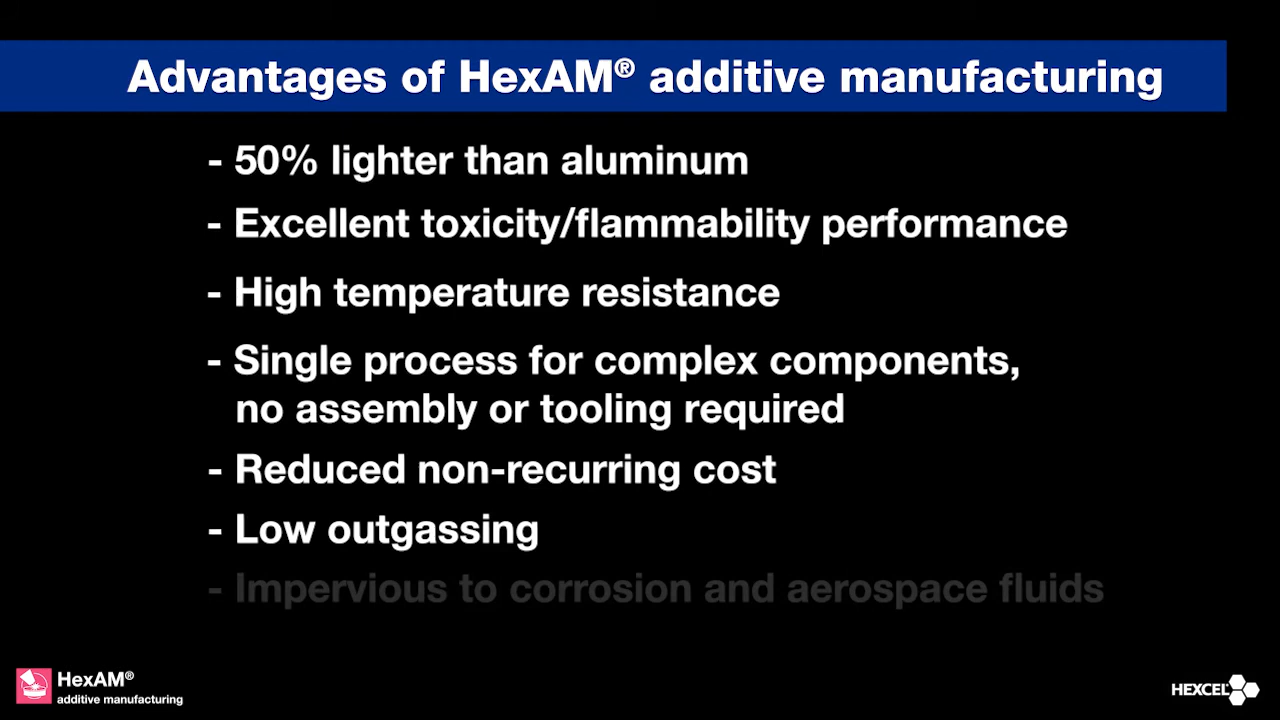 Advantages of HexAM® additive manufacturing
- 50% lighter than aluminum
- Excellent toxicity/flammability performance
- High temperature resistance
- Single process for complex components,
no assembly or tooling required
- Reduced non-recurring cost
- Low outgassing
- Impervious to corrosion and aerospace fluids
HexAM®
additive manufacturing
HEXCEL